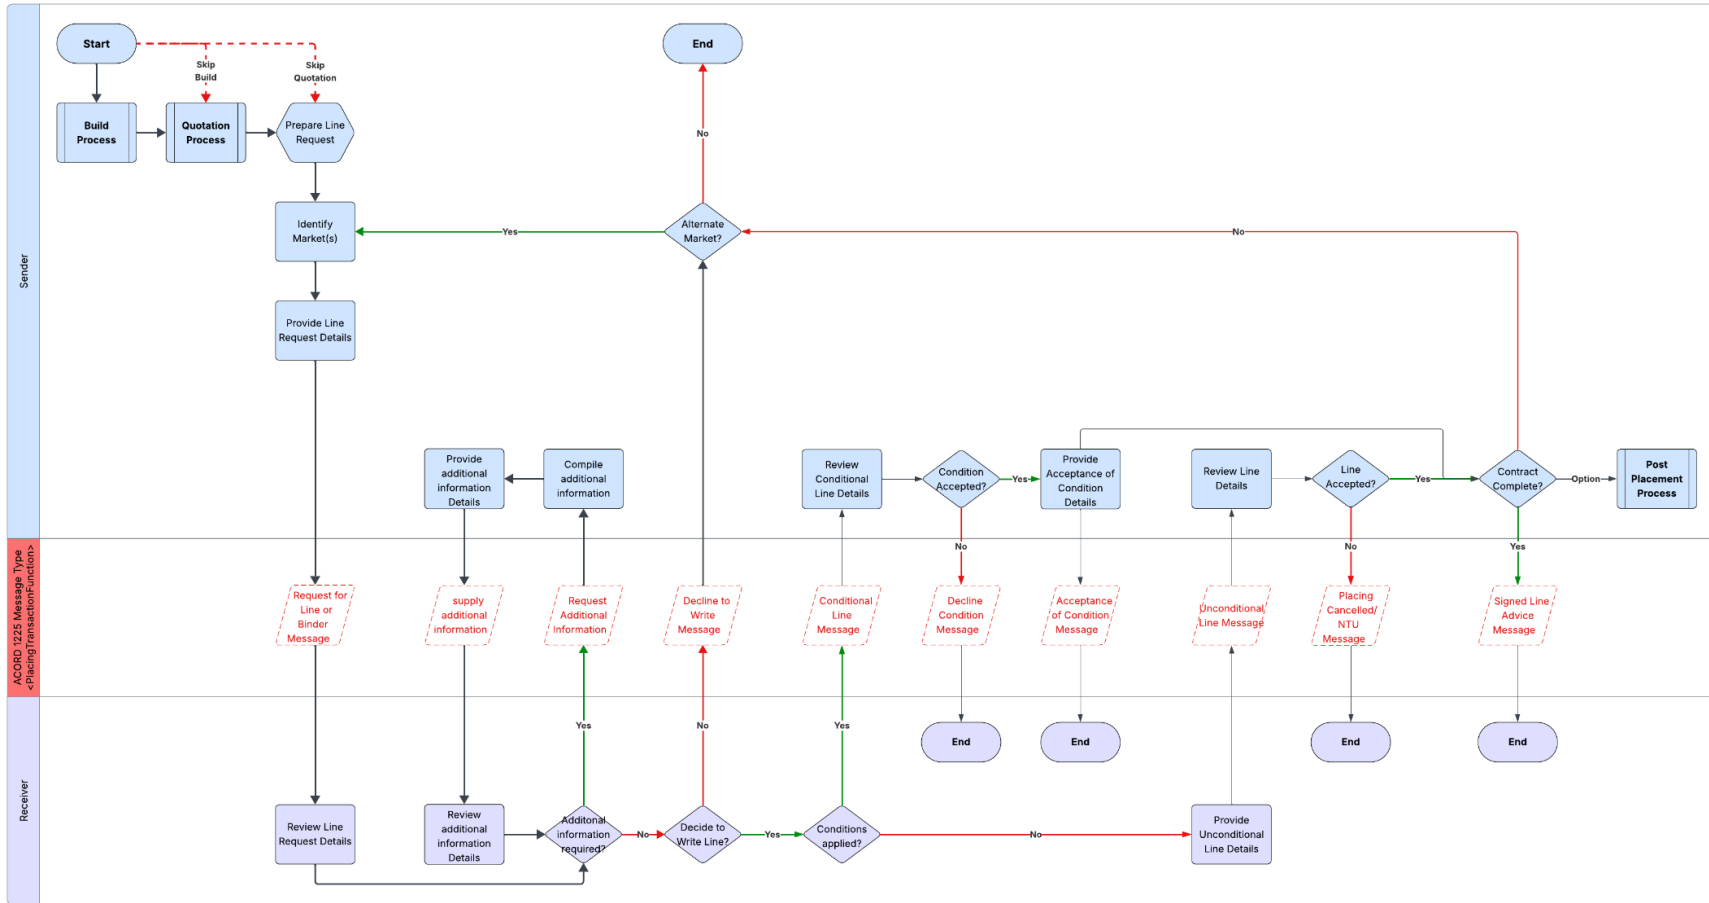 Start
End
Skip
Build
Skip
Quotation
Build
Process
Quotation
Process
Prepare Line
Request
No
Identify
Market(s)
Yes
Alternate
Market?
No
Sender
Provide Line
Request Details
Provide
additional
information
Details
Compile
additional
information
Review
Conditional
Line Details
Condition
Accepted?
Yes
Provide
Acceptance of
Condition
Details
Review Line
Details
Line
Accepted?
Yes
Contract
Complete?
Option
Post
Placement
Process
No
No
Yes
ACORD 1225 Message Type
<PlacingTransactionFunction>
Request for
Line or
Binder
Message
supply
additional
information
Request
Additional
Information
Decline to
Write
Message
Conditional
Line
Message
Decline
Condition
Message
Acceptance
of Condition
Message
Unconditional
Line Message
Placing
Cancelled/
NTU
Message
Signed Line
Advice
Message
Yes
No
Yes
End
End
End
End
Receiver
Review Line
Request Details
Review
additional
information
Details
Additonal
information
required?
No
Decide to
Write Line?
Yes
Conditions
applied?
No
Provide
Unconditional
Line Details